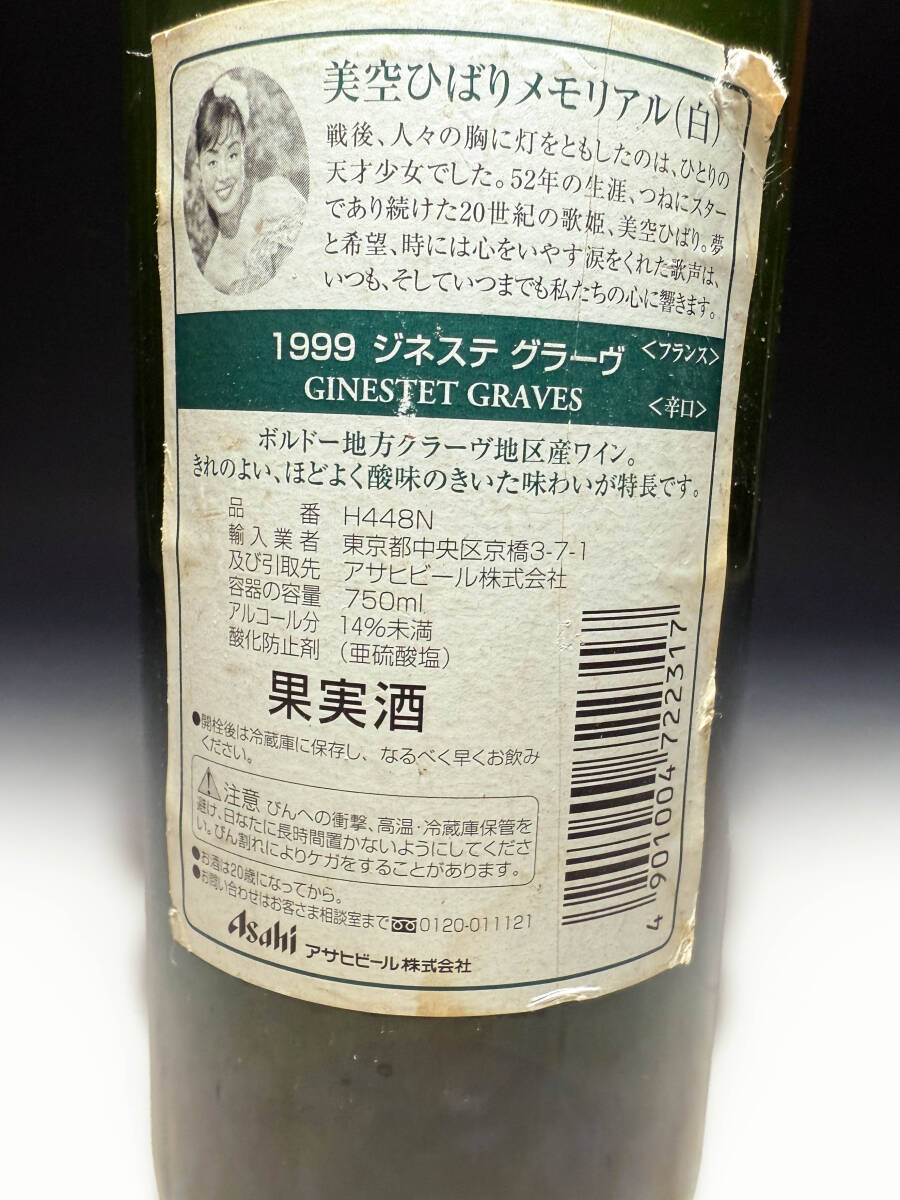 美空ひばりメモリアル(白)
戦後、人々の胸に灯をともしたのは、ひとりの
天才少女でした。52年の生涯、つねにスター
であり続けた20世紀の歌姫、美空ひばり。夢
と希望、時には心をいやす涙をくれた歌声は、
いつも、そしていつまでも私たちの心に響きます。
1999 ジネステ グラーヴ <フランス>
GINESTET GRAVES <辛口>
ボルドー地方グラーヴ地区産ワイン。
きれのよい、ほどよく酸味のきいた味わいが特長です。
品番 H448N
輸入業者 東京都中央区京橋3-7-1
及び引取先 アサヒビール株式会社
容器の容量 750ml
アルコール分 14%未満
酸化防止剤 (亜硫酸塩)
果実酒
●開栓後は冷蔵庫に保存し、なるべく早くお飲み
ください。
注意 びんへの衝撃、高温・冷蔵庫保管を
避け、日なたに長時間置かないようにしてくださ
い。びん割れによりケガをすることがあります。
●お酒は20歳になってから。
●お問い合わせはお客さま相談室まで 0120-011121
Asahi アサヒビール株式会社
4 901004 722317